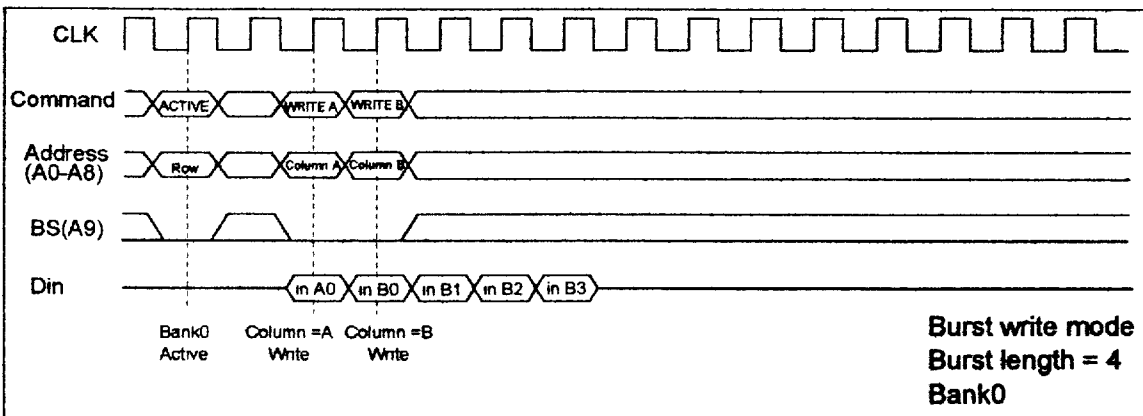 CLK
Command
ACTIVE
WRITE A
WRITE B
Address
(A0-A8)
Row
Column A
Column B
BS(A9)
Din
in A0
in B0
in B1
in B2
in B3
Bank0
Active
Column =A
Write
Column =B
Write
Burst write mode
Burst length = 4
Bank0